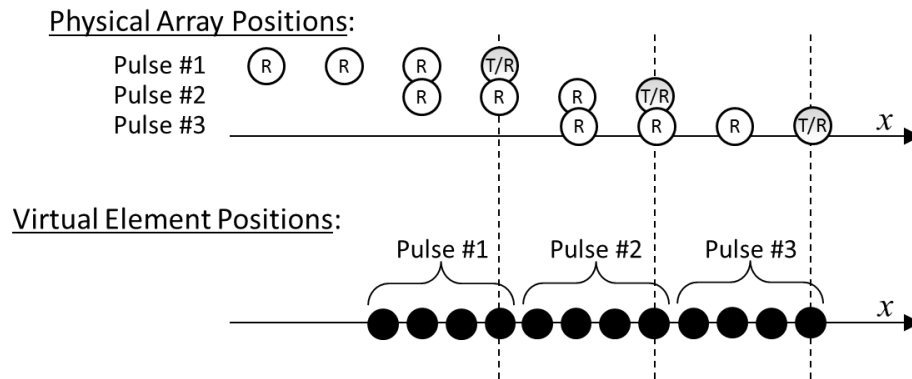 Physical Array Positions:
Pulse #1 R R R T/R
Pulse #2 R R R T/R
Pulse #3 R R R T/R x
Virtual Element Positions:
Pulse #1 Pulse #2 Pulse #3
x